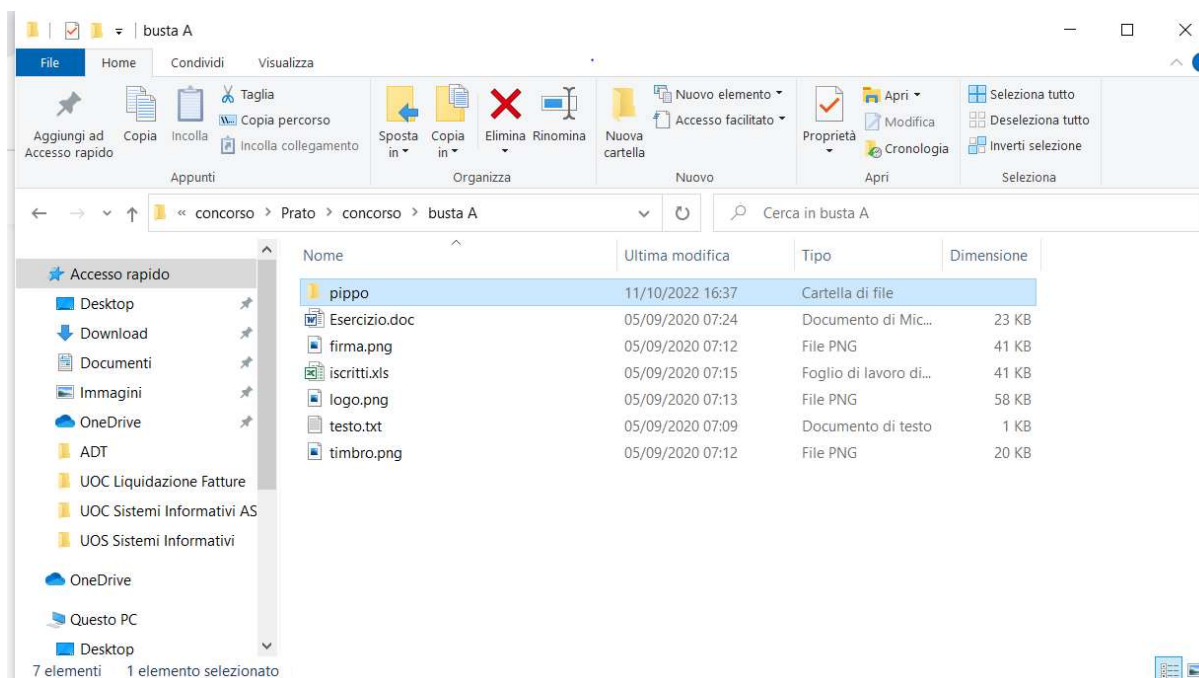 busta A
File Home Condividi Visualizza
Aggiungi ad Accesso rapido
Copia
Incolla
Taglia
Copia percorso
Incolla collegamento
Appunti
Sposta in
Copia in
Elimina
Rinomina
Organizza
Nuova cartella
Nuovo elemento
Accesso facilitato
Nuovo
Proprietà
Apri
Modifica
Cronologia
Apri
Seleziona tutto
Deseleziona tutto
Inverti selezione
Seleziona
« concorso > Prato > concorso > busta A
Cerca in busta A
Accesso rapido
Desktop
Download
Documenti
Immagini
OneDrive
ADT
UOC Liquidazione Fatture
UOC Sistemi Informativi AS
UOS Sistemi Informativi
OneDrive
Questo PC
Desktop
Nome Ultima modifica Tipo Dimensione
pippo 11/10/2022 16:37 Cartella di file
Esercizio.doc 05/09/2020 07:24 Documento di Mic... 23 KB
firma.png 05/09/2020 07:12 File PNG 41 KB
iscritti.xls 05/09/2020 07:15 Foglio di lavoro di... 41 KB
logo.png 05/09/2020 07:13 File PNG 58 KB
testo.txt 05/09/2020 07:09 Documento di testo 1 KB
timbro.png 05/09/2020 07:12 File PNG 20 KB
7 elementi 1 elemento selezionato